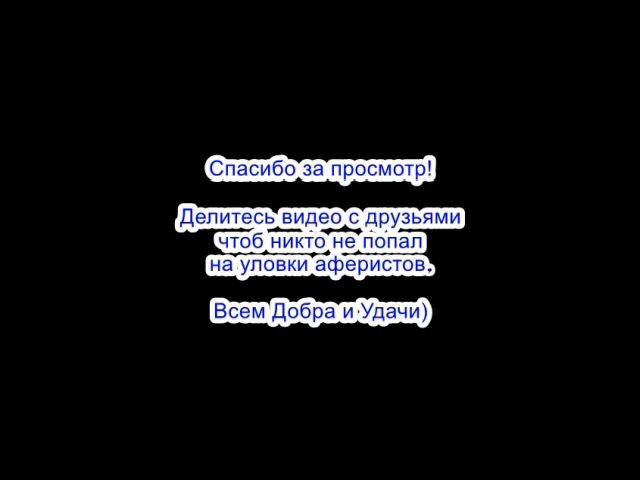 Спасибо за просмотр!
Делитесь видео с друзьями
чтоб никто не попал
на уловки аферистов.
Всем Добра и Удачи)